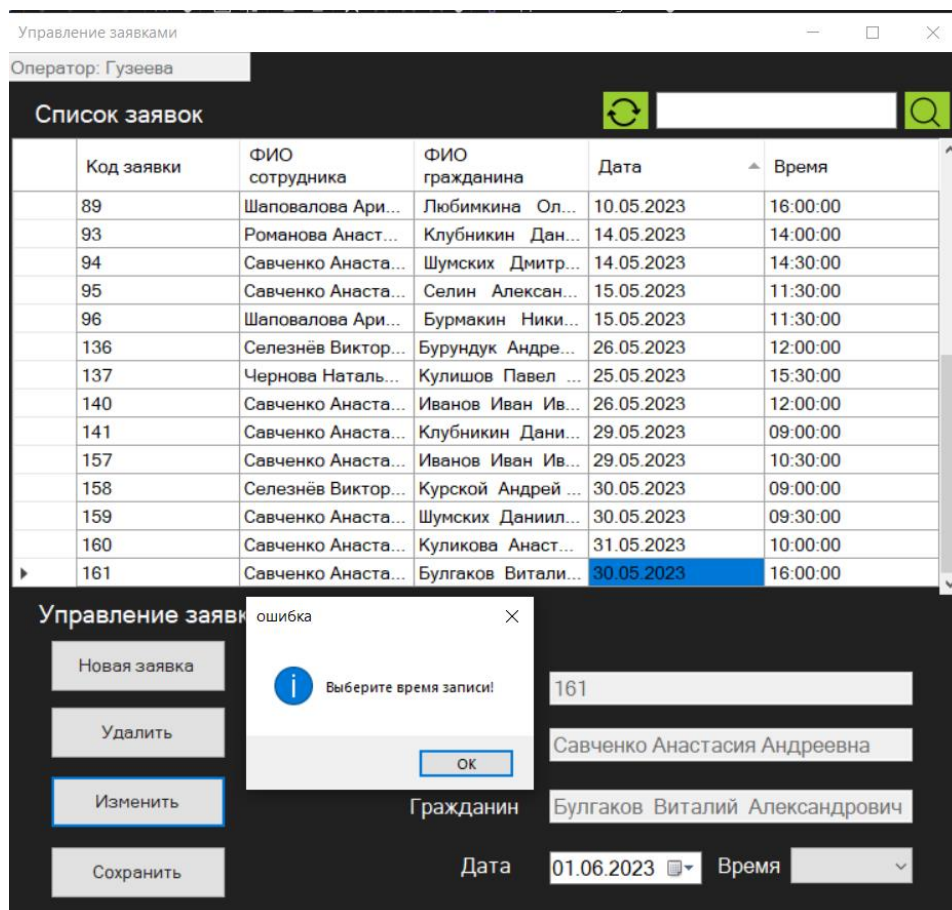 Управление заявками
Оператор: Гузеева
Список заявок
Код заявки ФИО сотрудника ФИО гражданина Дата Время
89 Шаповалова Ари... Любимкина Ол... 10.05.2023 16:00:00
93 Романова Анаст... Клубникин Дан... 14.05.2023 14:00:00
94 Савченко Анаста... Шумских Дмитр... 14.05.2023 14:30:00
95 Савченко Анаста... Селин Алексан... 15.05.2023 11:30:00
96 Шаповалова Ари... Бурмакин Ники... 15.05.2023 11:30:00
136 Селезнёв Виктор... Бурундук Андре... 26.05.2023 12:00:00
137 Чернова Наталь... Кулишов Павел ... 25.05.2023 15:30:00
140 Савченко Анаста... Иванов Иван Ив... 26.05.2023 12:00:00
141 Савченко Анаста... Клубникин Дани... 29.05.2023 09:00:00
157 Савченко Анаста... Иванов Иван Ив... 29.05.2023 10:30:00
158 Селезнёв Виктор... Курской Андрей ... 30.05.2023 09:00:00
159 Савченко Анаста... Шумских Даниил... 30.05.2023 09:30:00
160 Савченко Анаста... Куликова Анаст... 31.05.2023 10:00:00
161 Савченко Анаста... Булгаков Витали... 30.05.2023 16:00:00
Управление заявк
ошибка
Выберите время записи!
ОК
Новая заявка
Удалить
Изменить
Сохранить
161
Савченко Анастасия Андреевна
Гражданин Булгаков Виталий Александрович
Дата 01.06.2023 Время